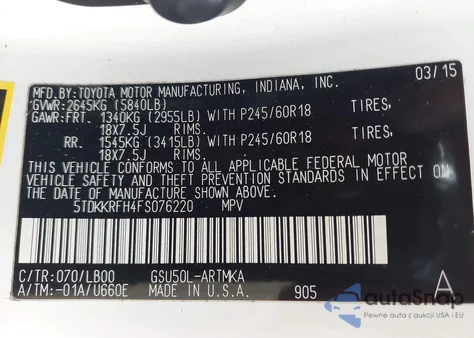 MFD.BY:TOYOTA MOTOR MANUFACTURING, INDIANA, INC. 03/15
GVWR:2645KG (5840LB)
GAWR:FRT. 1340KG (2955LB) WITH P245/60R18 TIRES,
18X7.5J RIMS.
RR. 1545KG (3415LB) WITH P245/60R18 TIRES,
18X7.5J RIMS.
THIS VEHICLE CONFORMS TO ALL APPLICABLE FEDERAL MOTOR
VEHICLE SAFETY AND THEFT PREVENTION STANDARDS IN EFFECT ON
THE DATE OF MANUFACTURE SHOWN ABOVE.
5TDKKRFH4FS076220 MPV
C/TR:070/LB00 GSU50L-ARTMKA A
A/TM:-01A/U660E MADE IN U.S.A. 905
autoSnap
Pewne auta z aukcji USA i EU